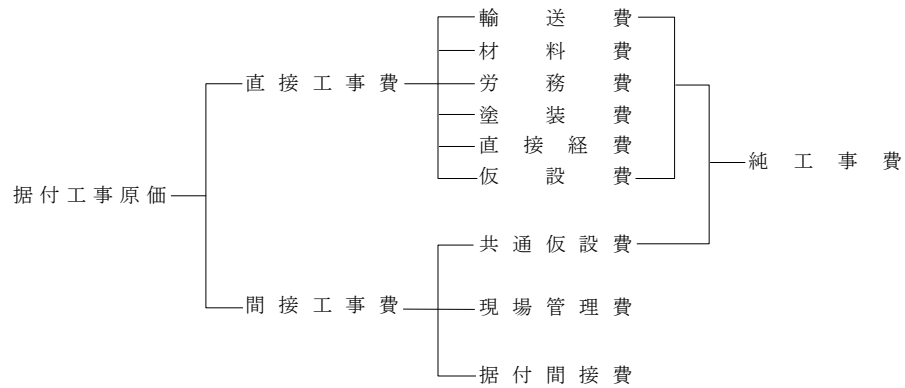 輸送費
材料費
直接工事費
労務費
塗装費
直接経費
純工事費
仮設費
据付工事原価
共通仮設費
間接工事費
現場管理費
据付間接費